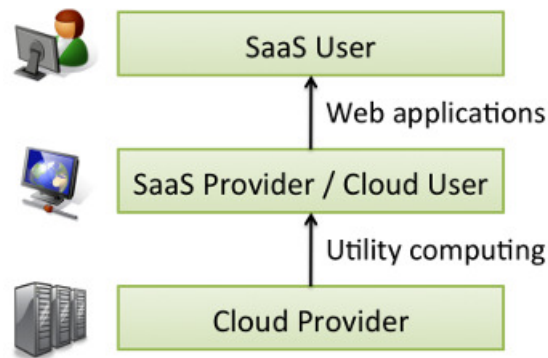 SaaS User
Web applications
SaaS Provider / Cloud User
Utility computing
Cloud Provider